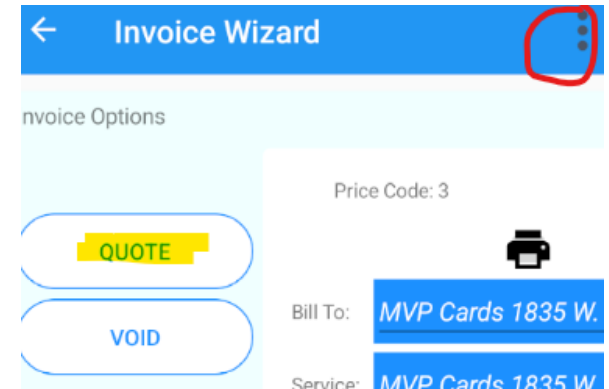 Invoice Wizard
nvoice Options
Price Code: 3
QUOTE
Bill To: MVP Cards 1835 W.
VOID
Service: MVP Cards 1835 W